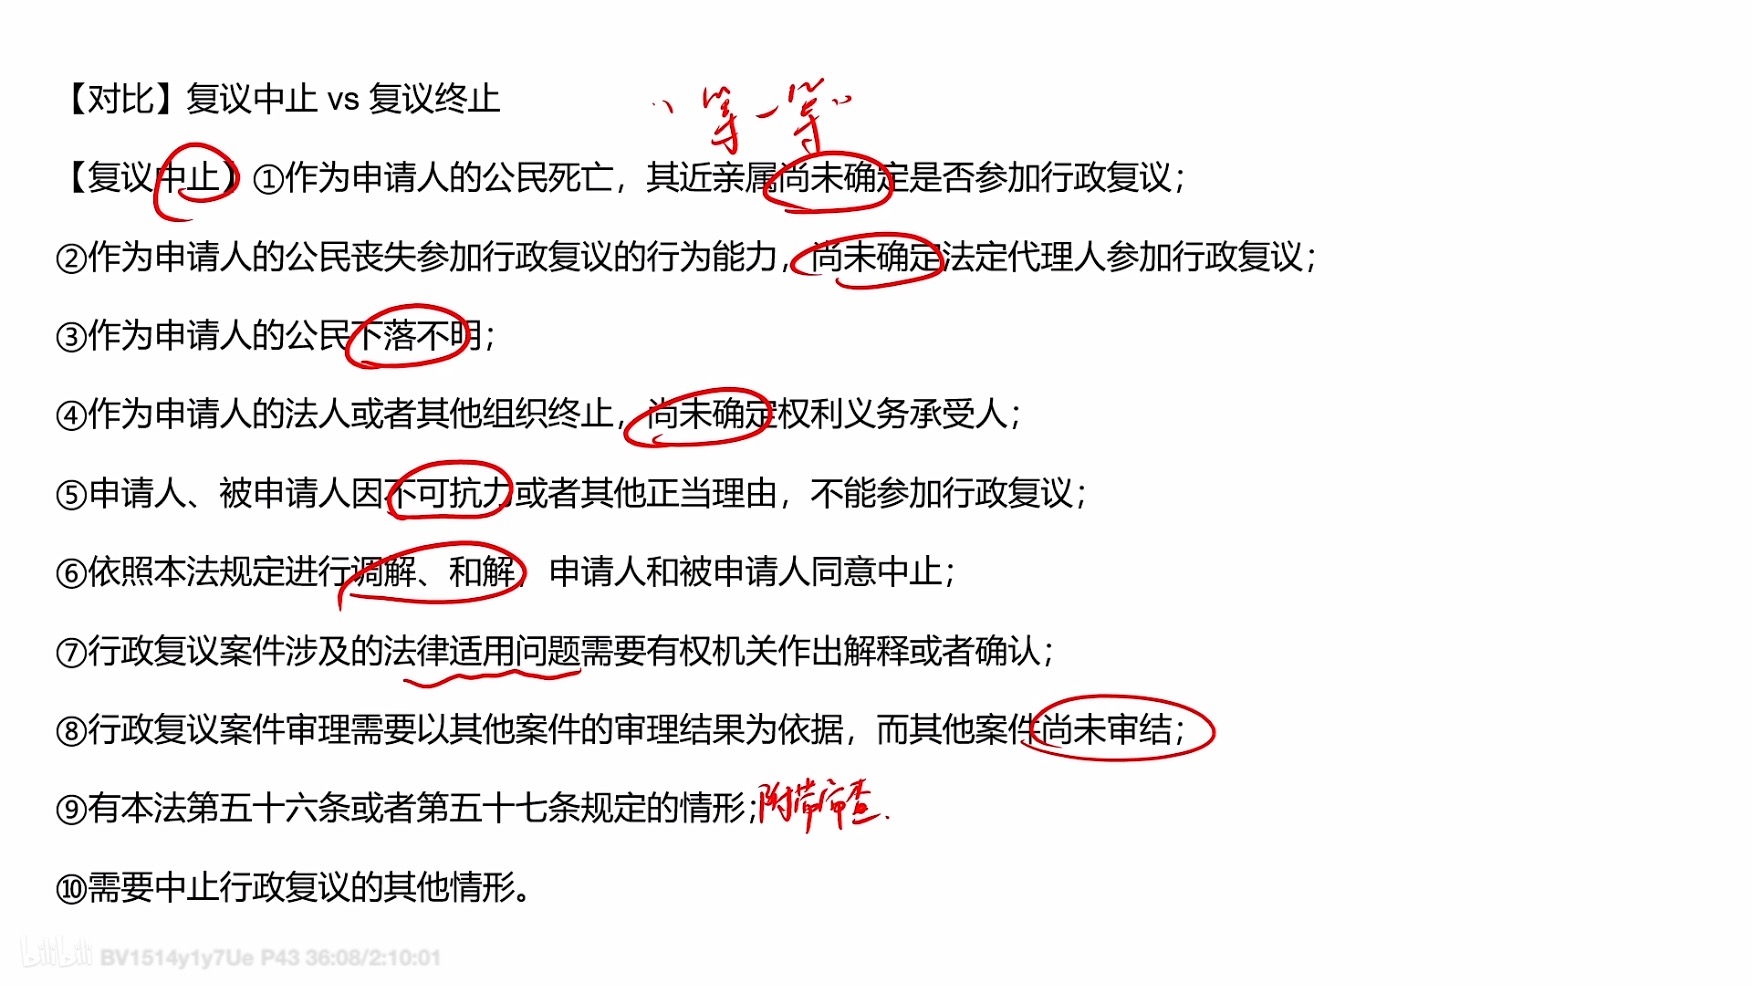 【对比】复议中止 vs 复议终止
“等一等”
【复议中止】①作为申请人的公民死亡，其近亲属尚未确定是否参加行政复议；
②作为申请人的公民丧失参加行政复议的行为能力，尚未确定法定代理人参加行政复议；
③作为申请人的公民下落不明；
④作为申请人的法人或者其他组织终止，尚未确定权利义务承受人；
⑤申请人、被申请人因不可抗力或者其他正当理由，不能参加行政复议；
⑥依照本法规定进行调解、和解，申请人和被申请人同意中止；
⑦行政复议案件涉及的法律适用问题需要有权机关作出解释或者确认；
⑧行政复议案件审理需要以其他案件的审理结果为依据，而其他案件尚未审结；
⑨有本法第五十六条或者第五十七条规定的情形；附带审查.
⑩需要中止行政复议的其他情形。
bilibili BV1514y1y7Ue P43 36:08/2:10:01